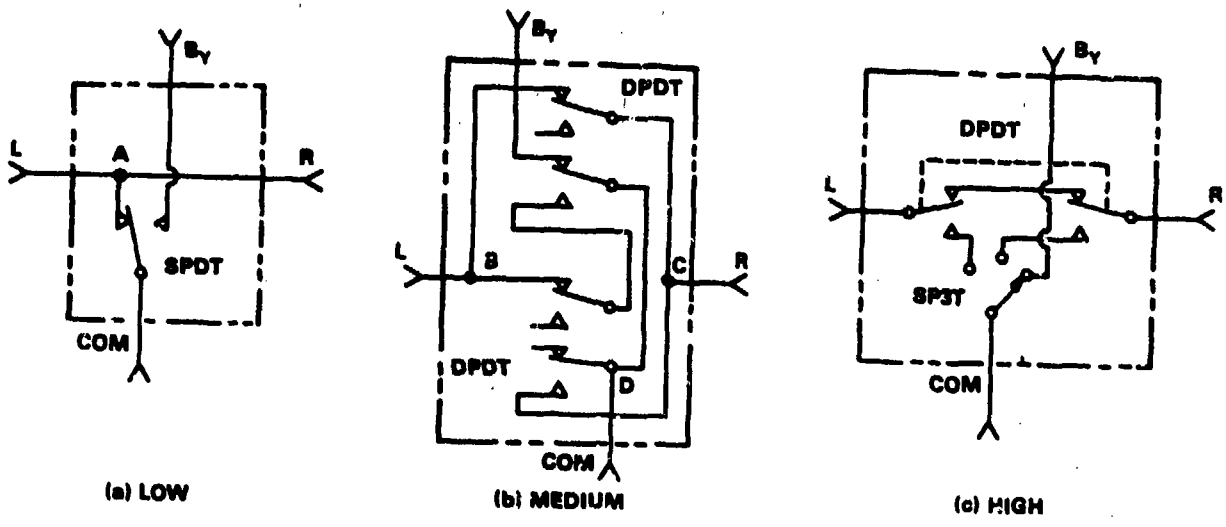 B_Y
L
A
R
SPDT
COM
(a) LOW
B_Y
DPDT
L
B
C
R
DPDT
D
COM
(b) MEDIUM
B_Y
DPDT
L
R
SP3T
COM
(c) HIGH